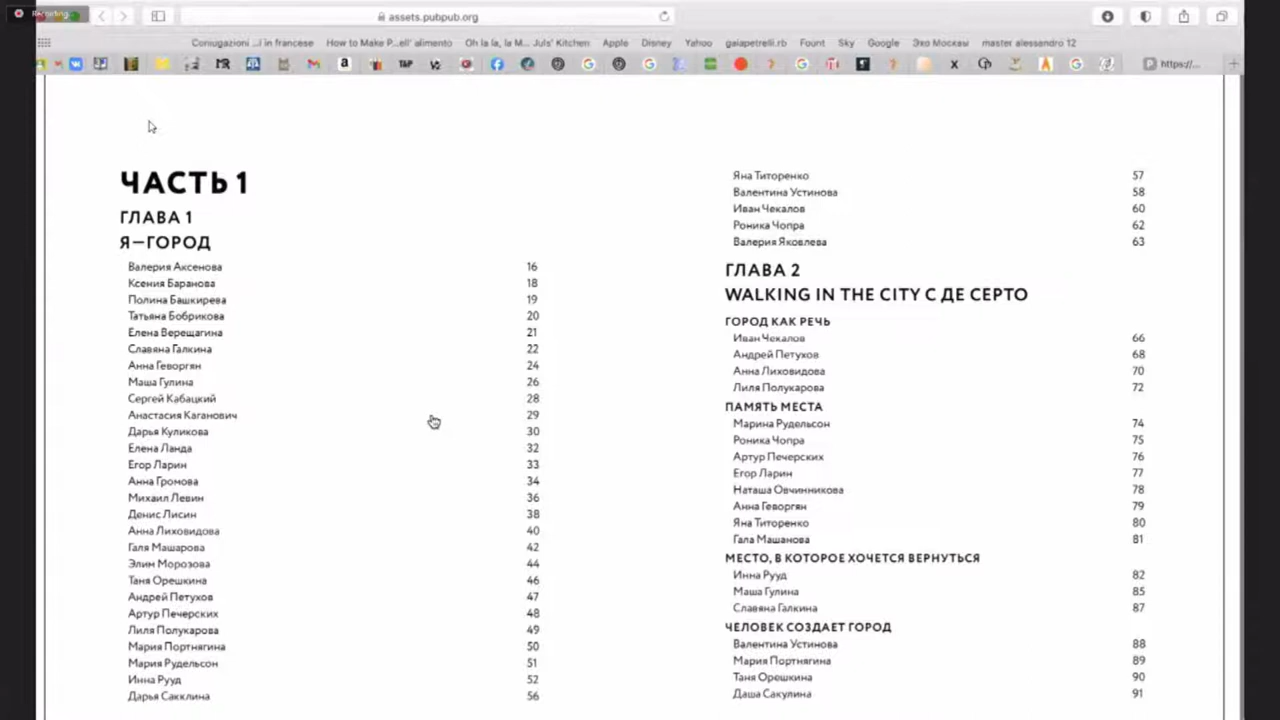 Recording...
assets.pubpub.org
Coniugazioni ...i in francese How to Make P...ell' alimento Oh la la, la M... Juls' Kitchen Apple Disney Yahoo gaiapetrelli.rb Fount Sky Google Эхо Москвы master alessandro 12
https://...
ЧАСТЬ 1
ГЛАВА 1
Я—ГОРОД
Валерия Аксенова 16
Ксения Баранова 18
Полина Башкирева 19
Татьяна Бобрикова 20
Елена Верещагина 21
Славяна Галкина 22
Анна Геворгян 24
Маша Гулина 26
Сергей Кабацкий 28
Анастасия Каганович 29
Дарья Куликова 30
Елена Ланда 32
Егор Ларин 33
Анна Громова 34
Михаил Левин 36
Денис Лисин 38
Анна Лиховидова 40
Галя Машарова 42
Элим Морозова 44
Таня Орешкина 46
Андрей Петухов 47
Артур Печерских 48
Лиля Полукарова 49
Мария Портнягина 50
Мария Рудельсон 51
Инна Рууд 52
Дарья Сакклина 56
Яна Титоренко 57
Валентина Устинова 58
Иван Чекалов 60
Роника Чопра 62
Валерия Яковлева 63
ГЛАВА 2
WALKING IN THE CITY С ДЕ СЕРТО
ГОРОД КАК РЕЧЬ
Иван Чекалов 66
Андрей Петухов 68
Анна Лиховидова 70
Лиля Полукарова 72
ПАМЯТЬ МЕСТА
Марина Рудельсон 74
Роника Чопра 75
Артур Печерских 76
Егор Ларин 77
Наташа Овчинникова 78
Анна Геворгян 79
Яна Титоренко 80
Гала Машанова 81
МЕСТО, В КОТОРОЕ ХОЧЕТСЯ ВЕРНУТЬСЯ
Инна Рууд 82
Маша Гулина 85
Славяна Галкина 87
ЧЕЛОВЕК СОЗДАЕТ ГОРОД
Валентина Устинова 88
Мария Портнягина 89
Таня Орешкина 90
Даша Сакулина 91